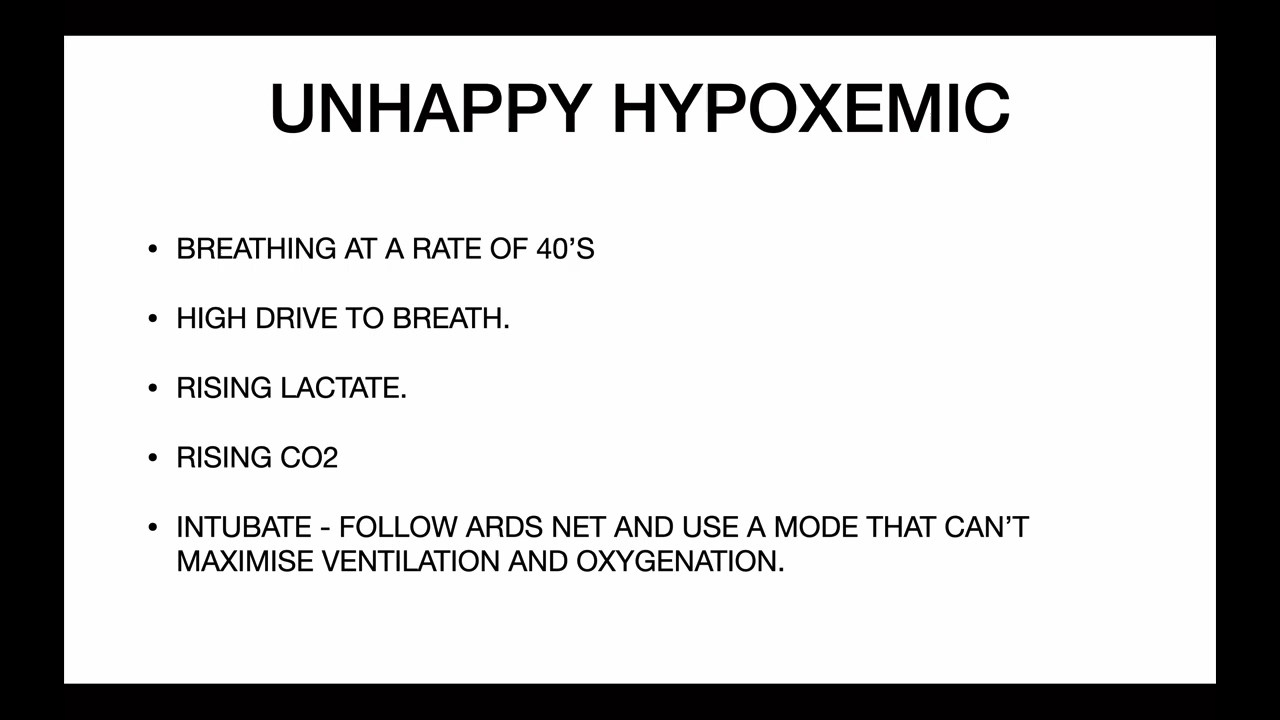 UNHAPPY HYPOXEMIC
• BREATHING AT A RATE OF 40’S
• HIGH DRIVE TO BREATH.
• RISING LACTATE.
• RISING CO2
• INTUBATE - FOLLOW ARDS NET AND USE A MODE THAT CAN’T
MAXIMISE VENTILATION AND OXYGENATION.